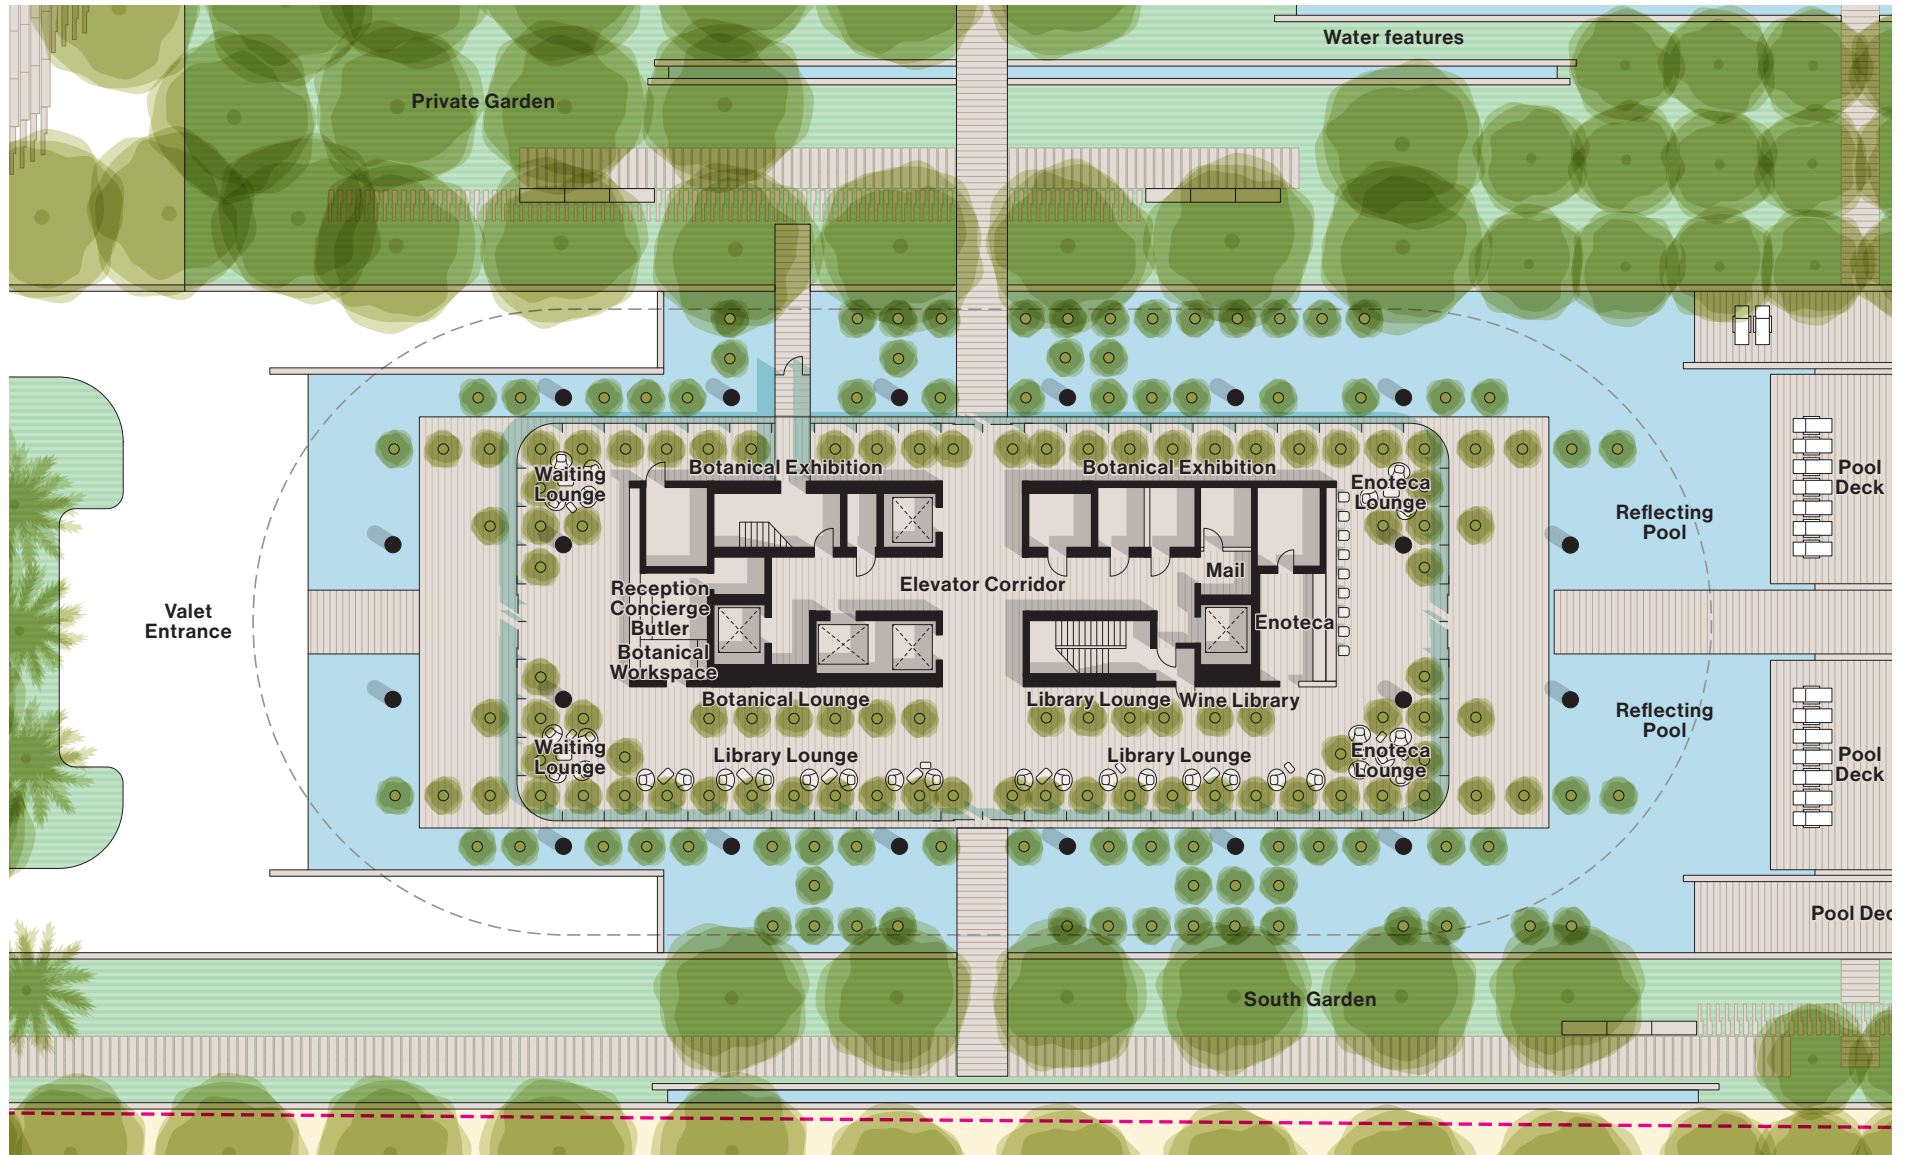 Water features
Private Garden
Botanical Exhibition
Botanical Exhibition
Waiting
Lounge
Enoteca
Lounge
Pool
Deck
Reflecting
Pool
Elevator Corridor
Mail
Reception
Concierge
Butler
Valet
Entrance
Enoteca
Botanical
Workspace
Botanical Lounge
Library Lounge
Wine Library
Reflecting
Pool
Waiting
Lounge
Library Lounge
Library Lounge
Enoteca
Lounge
Pool
Deck
Pool Dec
South Garden